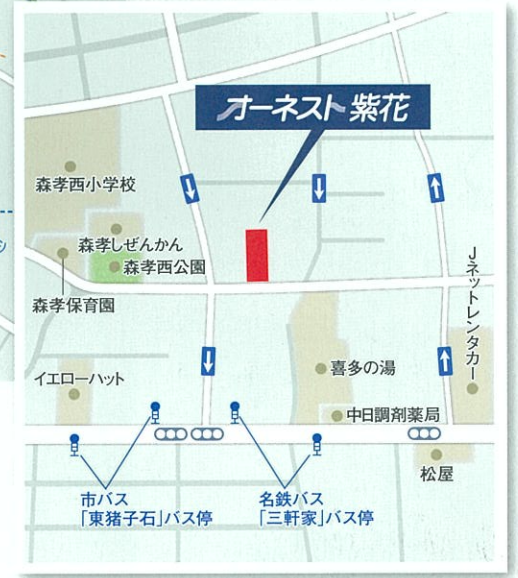 オーネスト 紫花
森孝西小学校
森孝しぜんかん
森孝西公園
森孝保育園
Jネットレンタカー
イエローハット
喜多の湯
中日調剤薬局
松屋
市バス
「東猪子石」バス停
名鉄バス
「三軒家」バス停